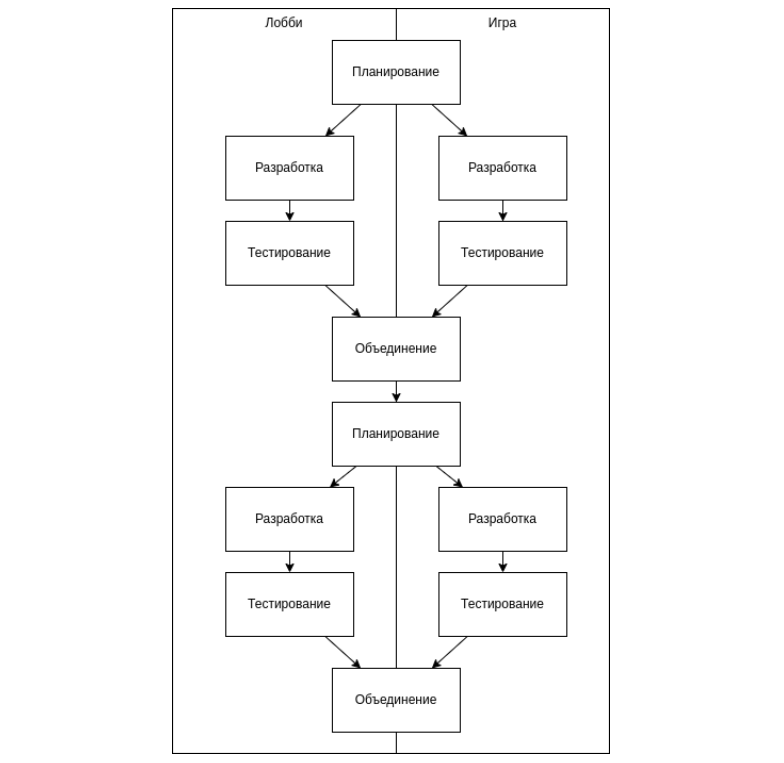 Лобби
Игра
Планирование
Разработка
Разработка
Тестирование
Тестирование
Объединение
Планирование
Разработка
Разработка
Тестирование
Тестирование
Объединение